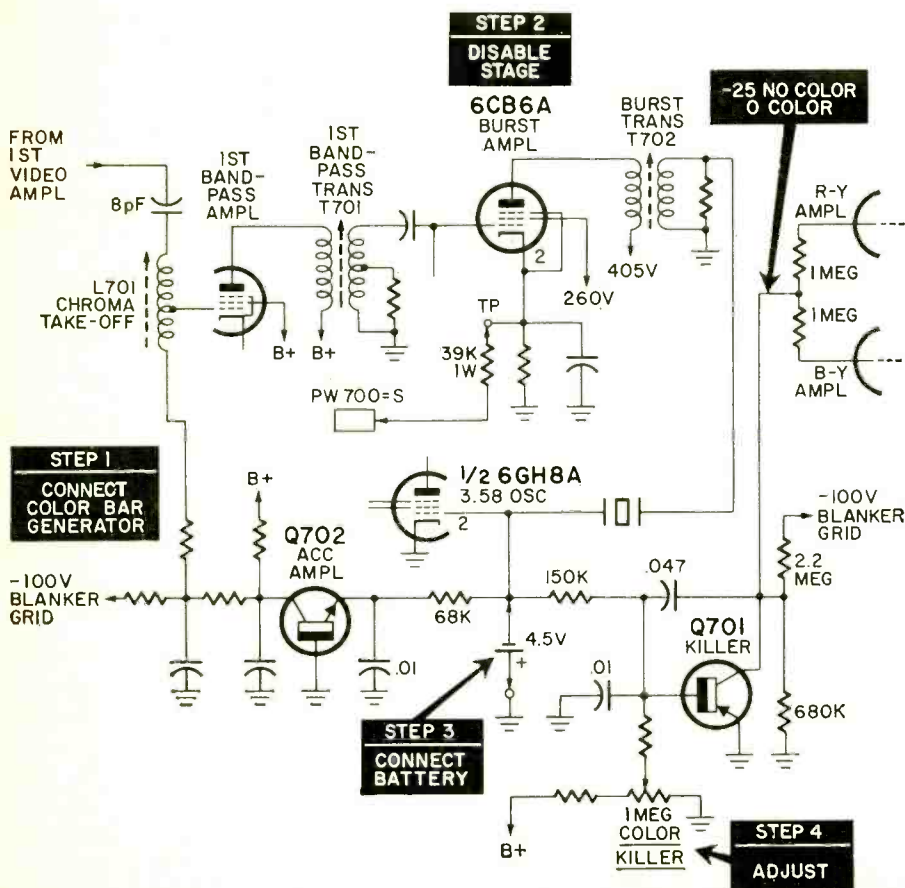 STEP 2
DISABLE
STAGE
6CB6A
BURST
AMPL
BURST
TRANS
T702
-25 NO COLOR
0 COLOR
FROM
1ST
VIDEO
AMPL
8pF
1ST
BAND-
PASS
AMPL
1ST
BAND-
PASS
TRANS
T701
R-Y
AMPL
1MEG
1MEG
B-Y
AMPL
L701
CHROMA
TAKE-OFF
B+
B+
2
405V
260V
TP
39K
1W
PW 700=S
STEP 1
CONNECT
COLOR BAR
GENERATOR
B+
1/2 6GH8A
3.58 OSC
2
-100V
BLANKER
GRID
2.2
MEG
Q702
ACC
AMPL
-100V
BLANKER
GRID
68K
150K
.047
Q701
KILLER
.01
4.5V
+
.01
680K
STEP 3
CONNECT
BATTERY
B+
1MEG
COLOR
KILLER
STEP 4
ADJUST